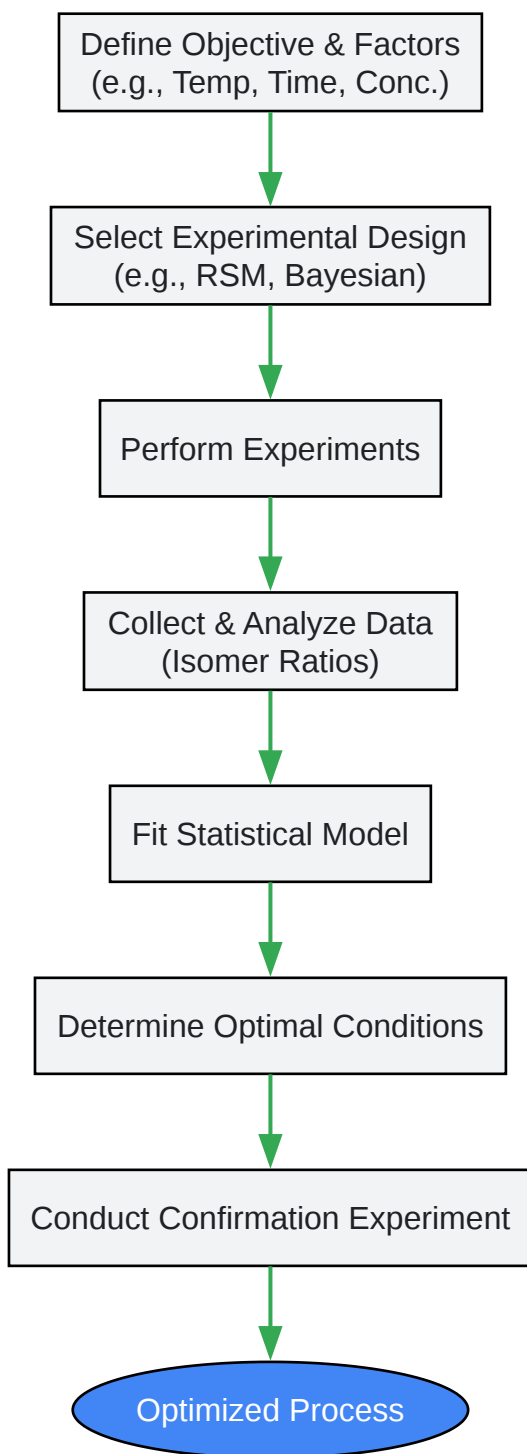 Define Objective & Factors
(e.g., Temp, Time, Conc.)
Select Experimental Design
(e.g., RSM, Bayesian)
Perform Experiments
Collect & Analyze Data
(Isomer Ratios)
Fit Statistical Model
Determine Optimal Conditions
Conduct Confirmation Experiment
Optimized Process